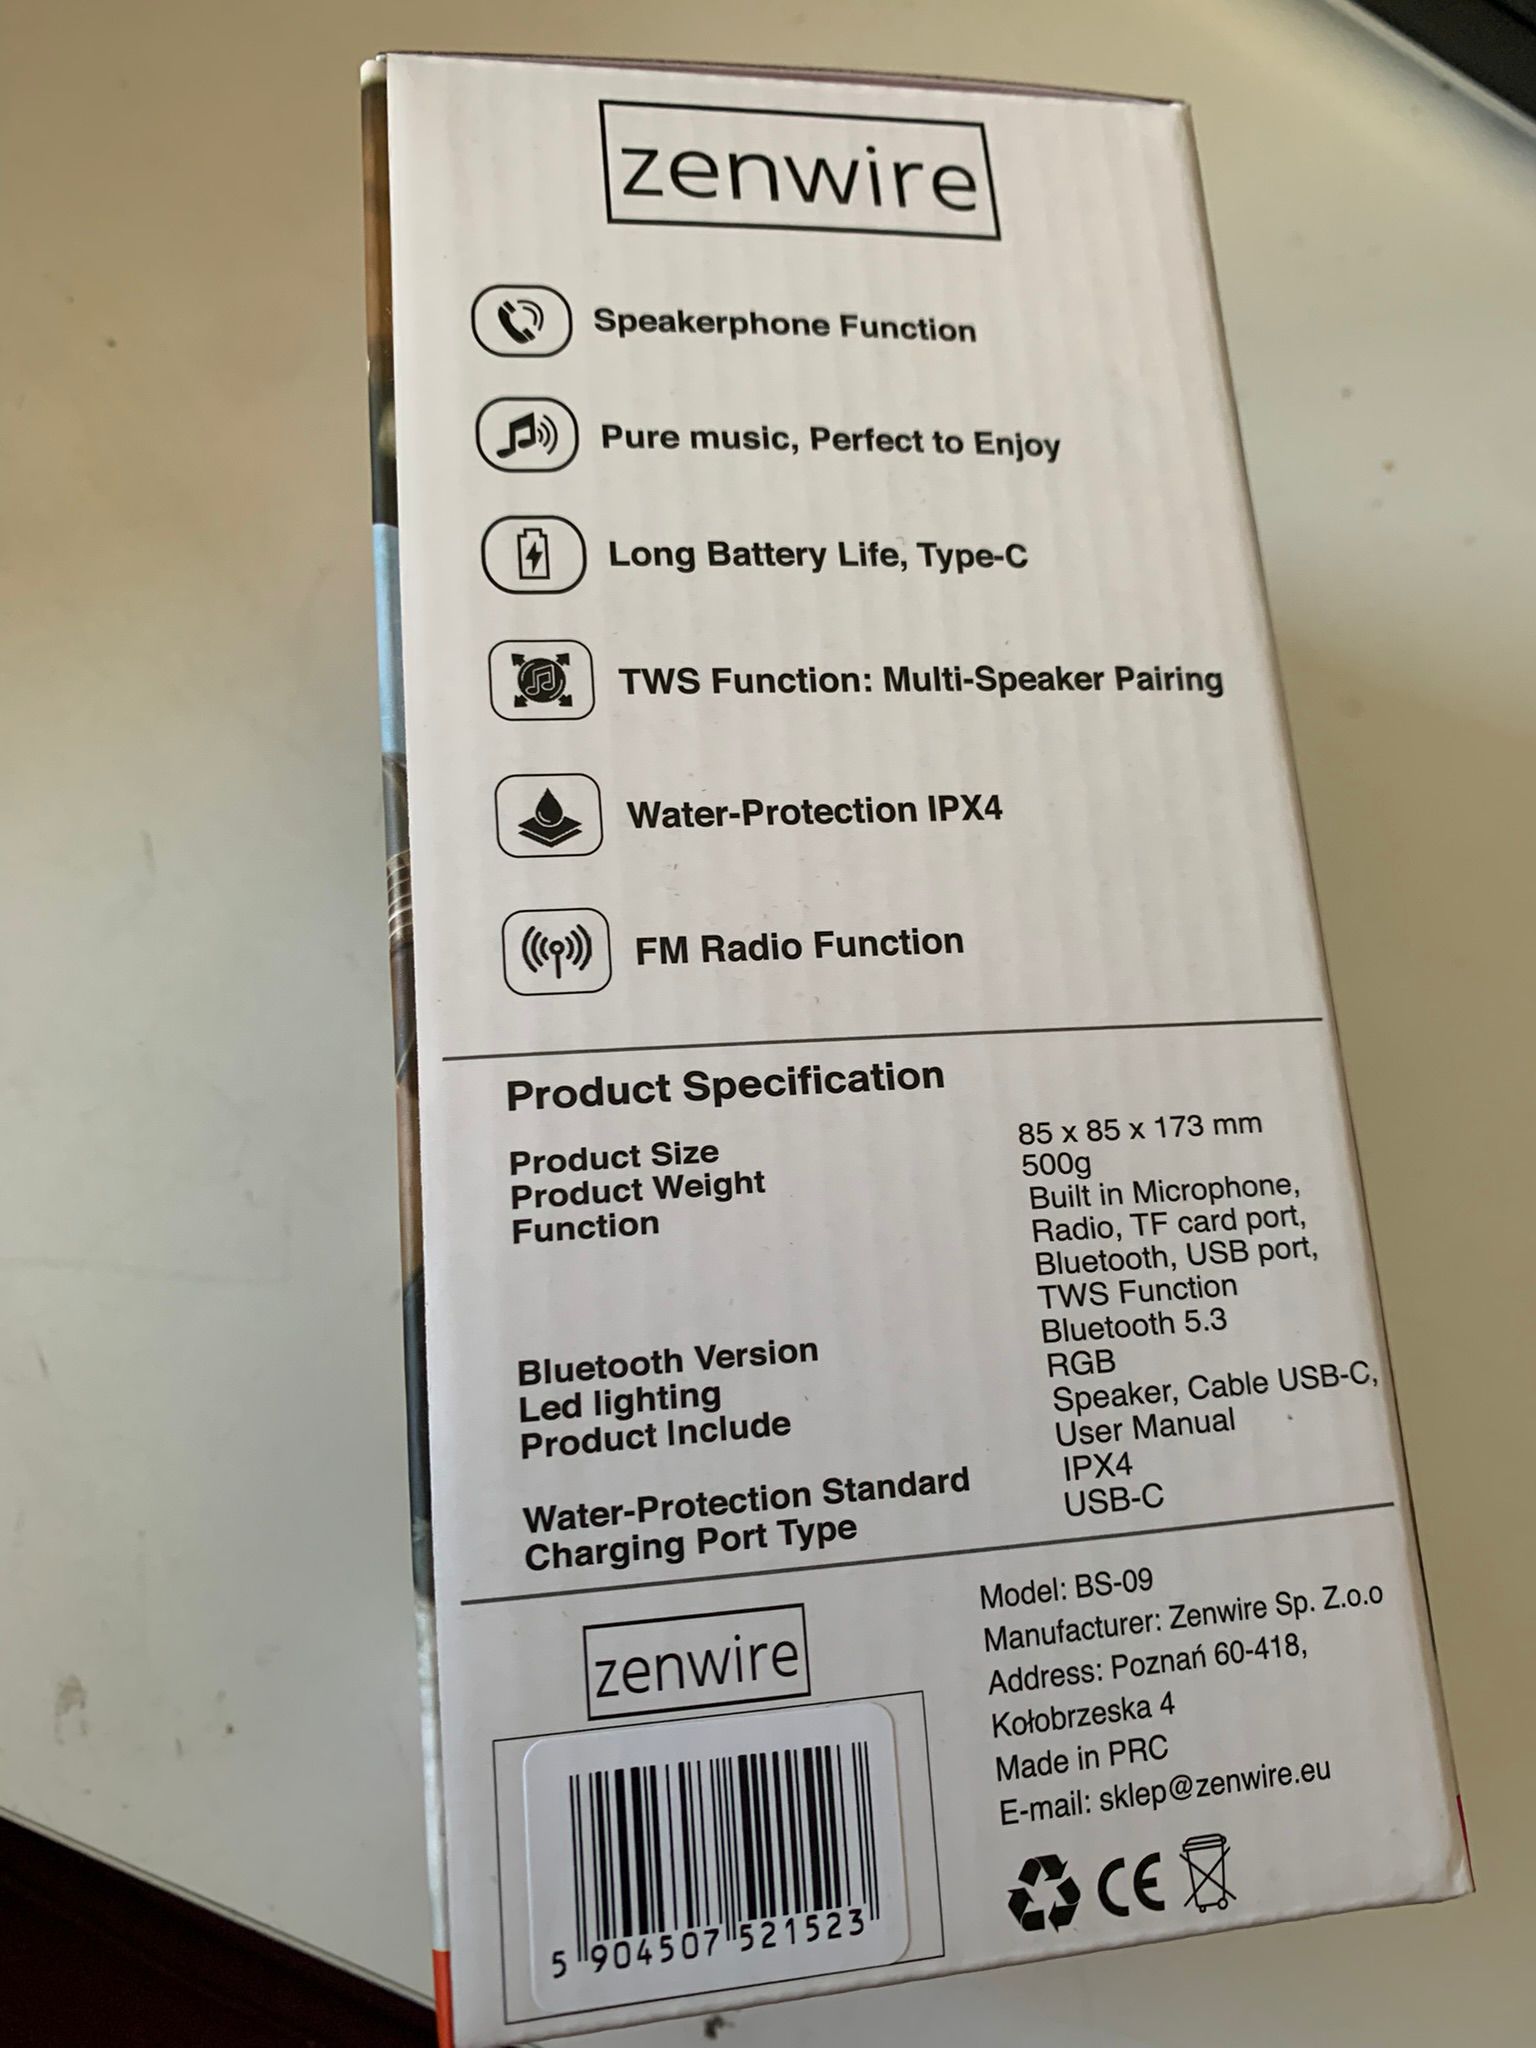 zenwire
Speakerphone Function
Pure music, Perfect to Enjoy
Long Battery Life, Type-C
TWS Function: Multi-Speaker Pairing
Water-Protection IPX4
FM Radio Function
Product Specification
Product Size 85 x 85 x 173 mm
Product Weight 500g
Function Built in Microphone,
Radio, TF card port,
Bluetooth, USB port,
TWS Function
Bluetooth Version Bluetooth 5.3
Led lighting RGB
Product Include Speaker, Cable USB-C,
User Manual
Water-Protection Standard IPX4
Charging Port Type USB-C
zenwire
5 904507 521523
Model: BS-09
Manufacturer: Zenwire Sp. Z.o.o
Address: Poznań 60-418,
Kołobrzeska 4
Made in PRC
E-mail: sklep@zenwire.eu
CE